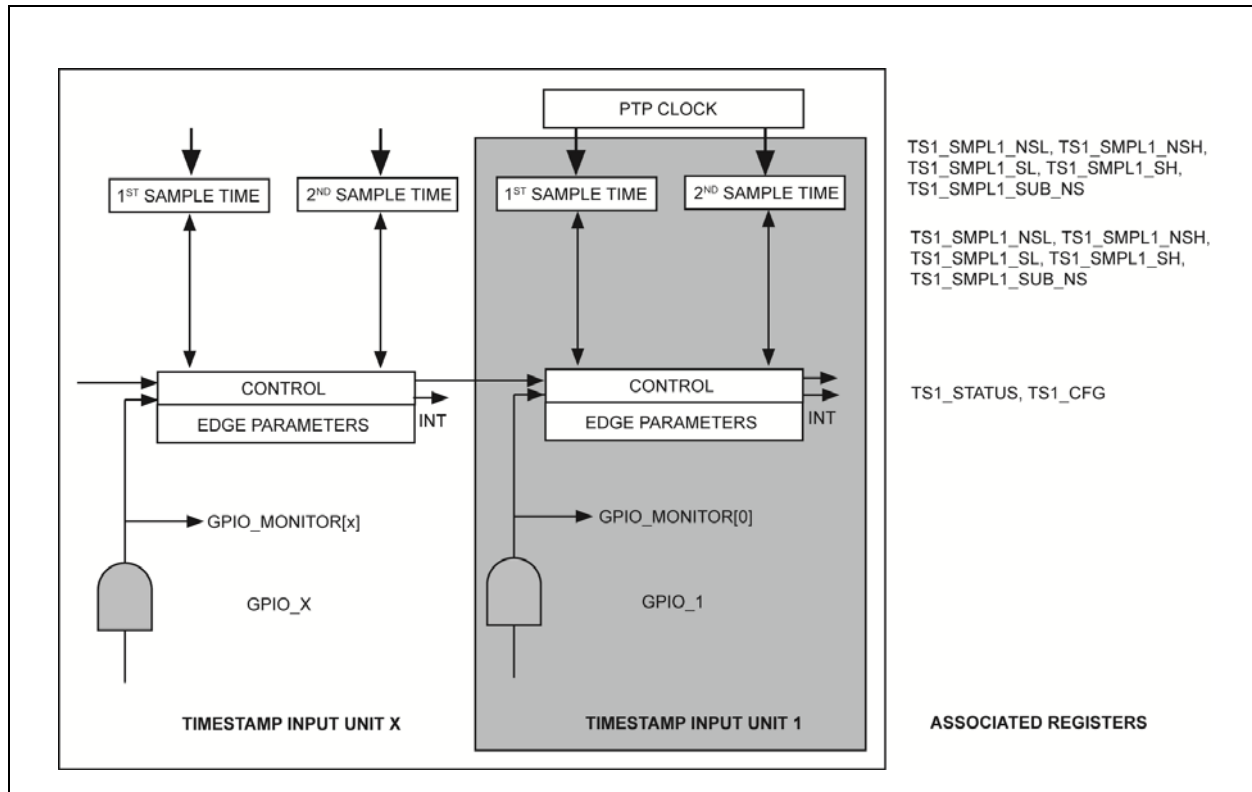 PTP CLOCK
1ST SAMPLE TIME
2ND SAMPLE TIME
1ST SAMPLE TIME
2ND SAMPLE TIME
TS1_SMPL1_NSL, TS1_SMPL1_NSH,
TS1_SMPL1_SL, TS1_SMPL1_SH,
TS1_SMPL1_SUB_NS
TS1_SMPL1_NSL, TS1_SMPL1_NSH,
TS1_SMPL1_SL, TS1_SMPL1_SH,
TS1_SMPL1_SUB_NS
CONTROL
EDGE PARAMETERS
INT
CONTROL
EDGE PARAMETERS
INT
TS1_STATUS, TS1_CFG
GPIO_MONITOR[x]
GPIO_MONITOR[0]
GPIO_X
GPIO_1
TIMESTAMP INPUT UNIT X
TIMESTAMP INPUT UNIT 1
ASSOCIATED REGISTERS